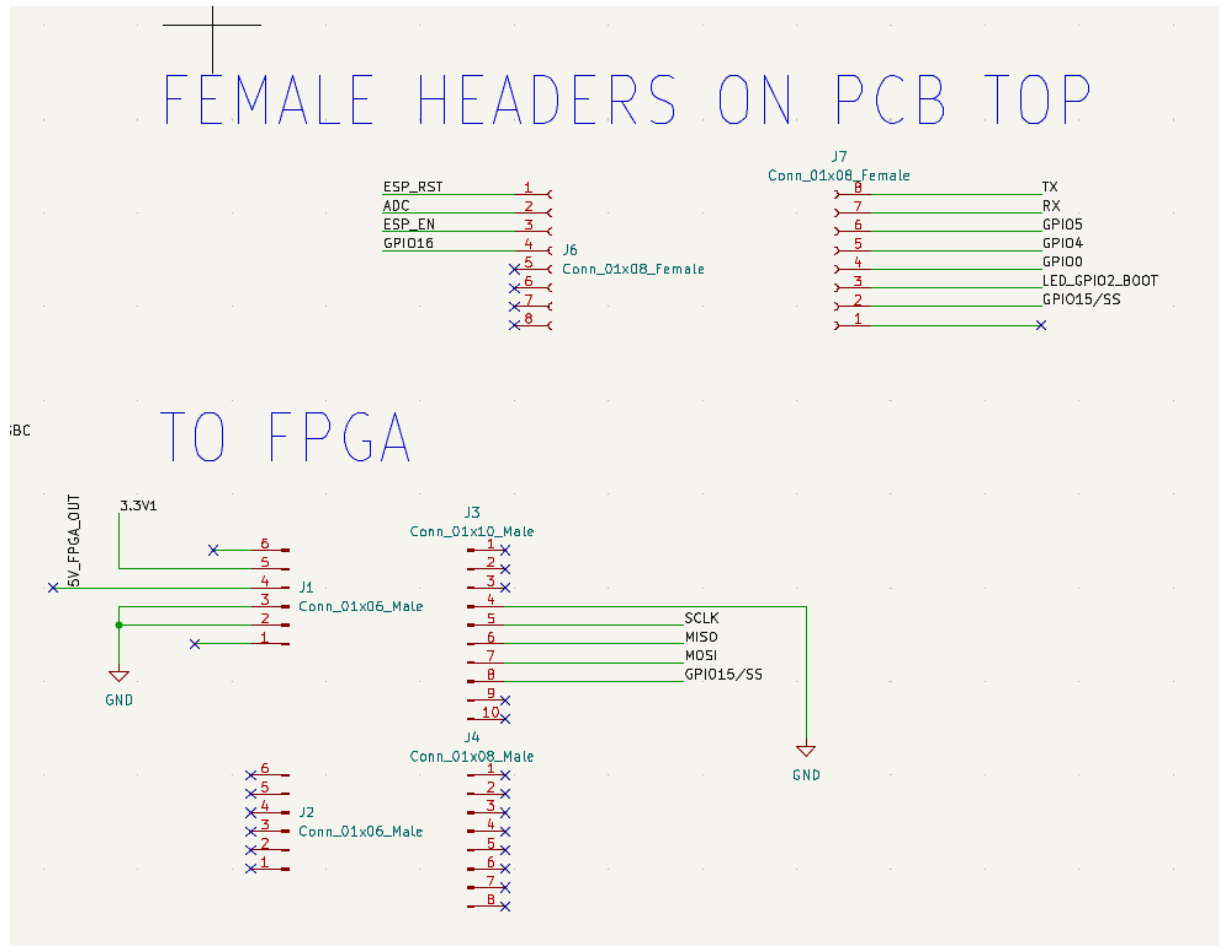 FEMALE HEADERS ON PCB TOP
J7
Conn_01x08_Female
ESP_RST 1
ADC 2
ESP_EN 3
GPIO16 4
5
6
7
8
J6
Conn_01x08_Female
8 TX
7 RX
6 GPIO5
5 GPIO4
4 GPIO0
3 LED_GPIO2_BOOT
2 GPIO15/SS
1
TO FPGA
5V_FPGA_OUT
3.3V1
6
5
4
3
2
1
J1
Conn_01x06_Male
GND
J3
Conn_01x10_Male
1
2
3
4
5 SCLK
6 MISO
7 MOSI
8 GPIO15/SS
9
10
GND
6
5
4
3
2
1
J2
Conn_01x06_Male
J4
Conn_01x08_Male
1
2
3
4
5
6
7
8